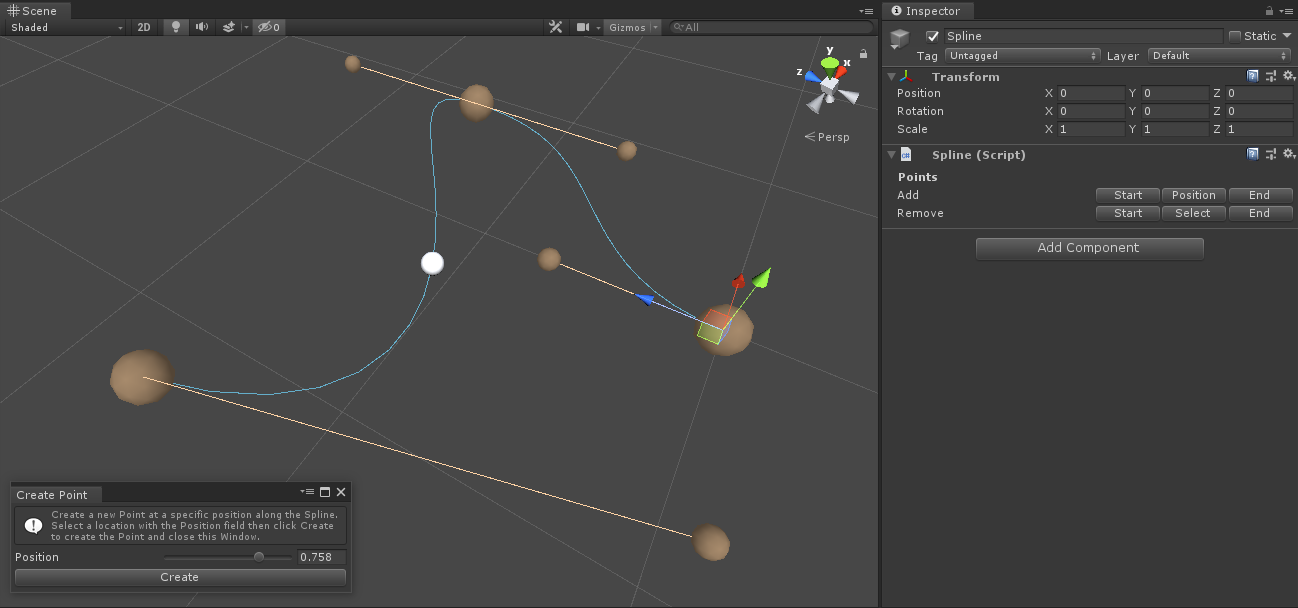 Scene
Shaded 2D 0 Gizmos All
y
x
z
Persp
Create Point
Create a new Point at a specific position along the Spline.
Select a location with the Position field then click Create
to create the Point and close this Window.
Position 0.758
Create
Inspector
Spline Static
Tag Untagged Layer Default
Transform
Position X 0 Y 0 Z 0
Rotation X 0 Y 0 Z 0
Scale X 1 Y 1 Z 1
Spline (Script)
Points
Add Start Position End
Remove Start Select End
Add Component